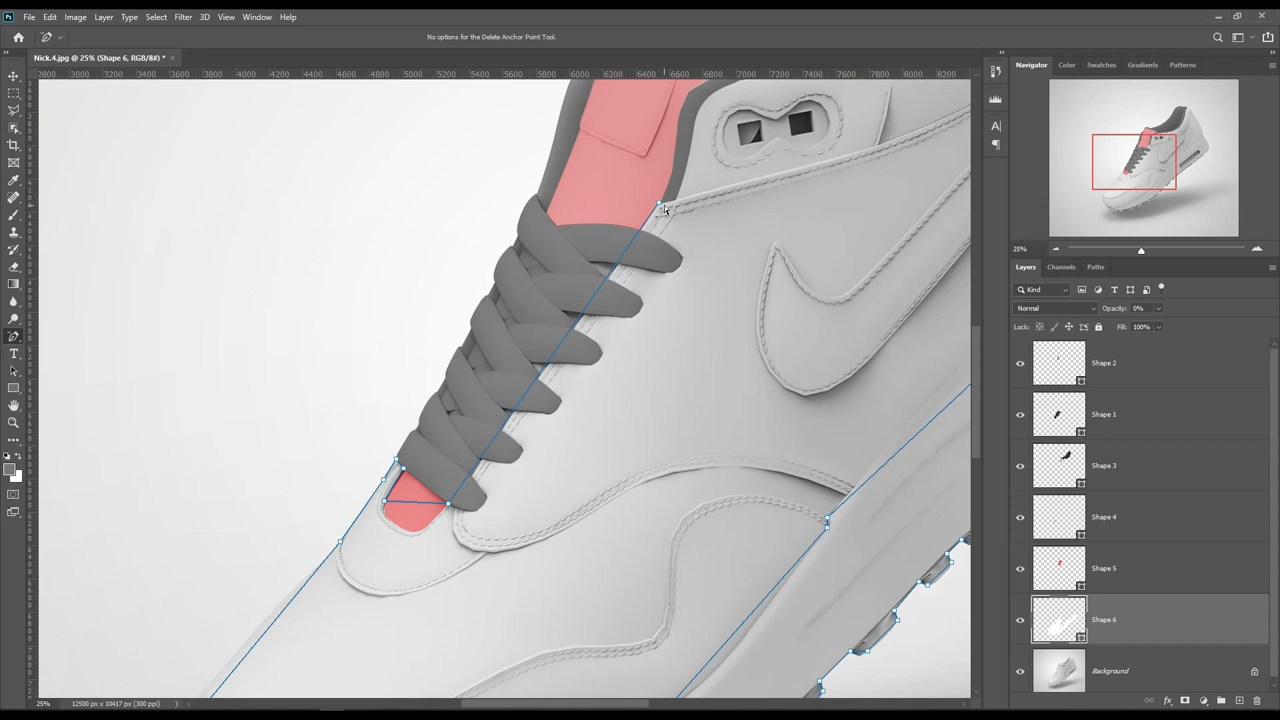 Ps File Edit Image Layer Type Select Filter 3D View Window Help
No options for the Delete Anchor Point Tool.
Nick.4.jpg @ 25% (Shape 6, RGB/8#) * ×
2800 3000 3200 3400 3600 3800 4000 4200 4400 4600 4800 5000 5200 5400 5600 5800 6000 6200 6400 6600 6800 7000 7200 7400 7600 7800 8000 8200
Navigator Color Swatches Gradients Patterns
25%
Layers Channels Paths
Kind
Normal Opacity: 0%
Lock: Fill: 100%
Shape 2
Shape 1
Shape 3
Shape 4
Shape 5
Shape 6
Background
25% 12500 px x 10417 px (300 ppi)